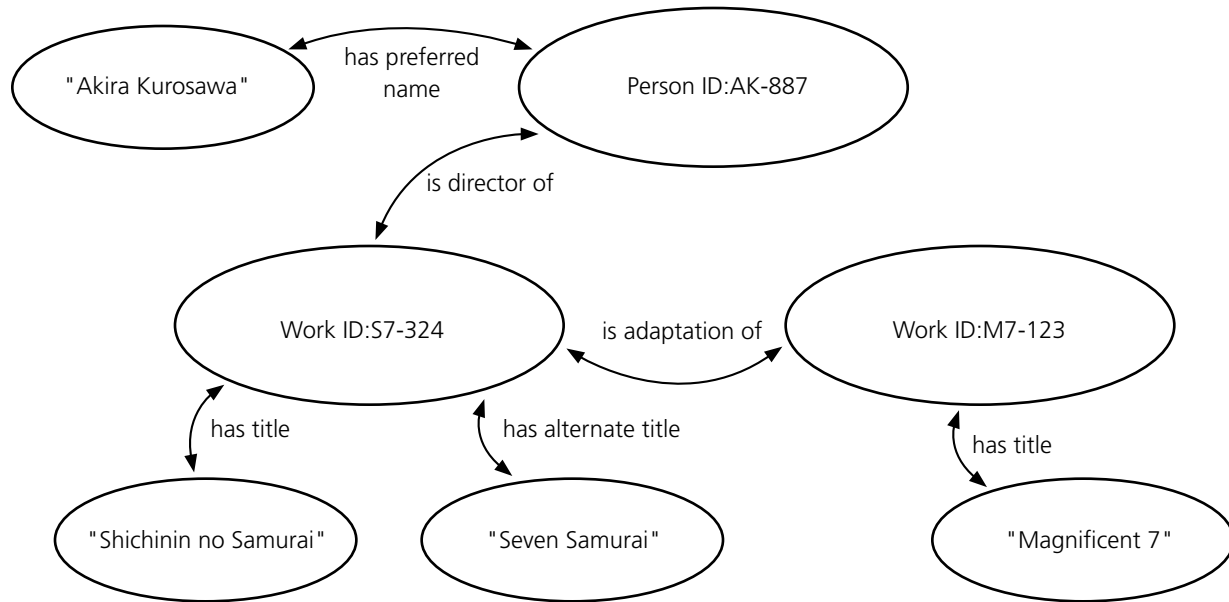 "Akira Kurosawa"
has preferred
name
Person ID:AK-887
is director of
Work ID:S7-324
is adaptation of
Work ID:M7-123
has title
has alternate title
has title
"Shichinin no Samurai"
"Seven Samurai"
"Magnificent 7"